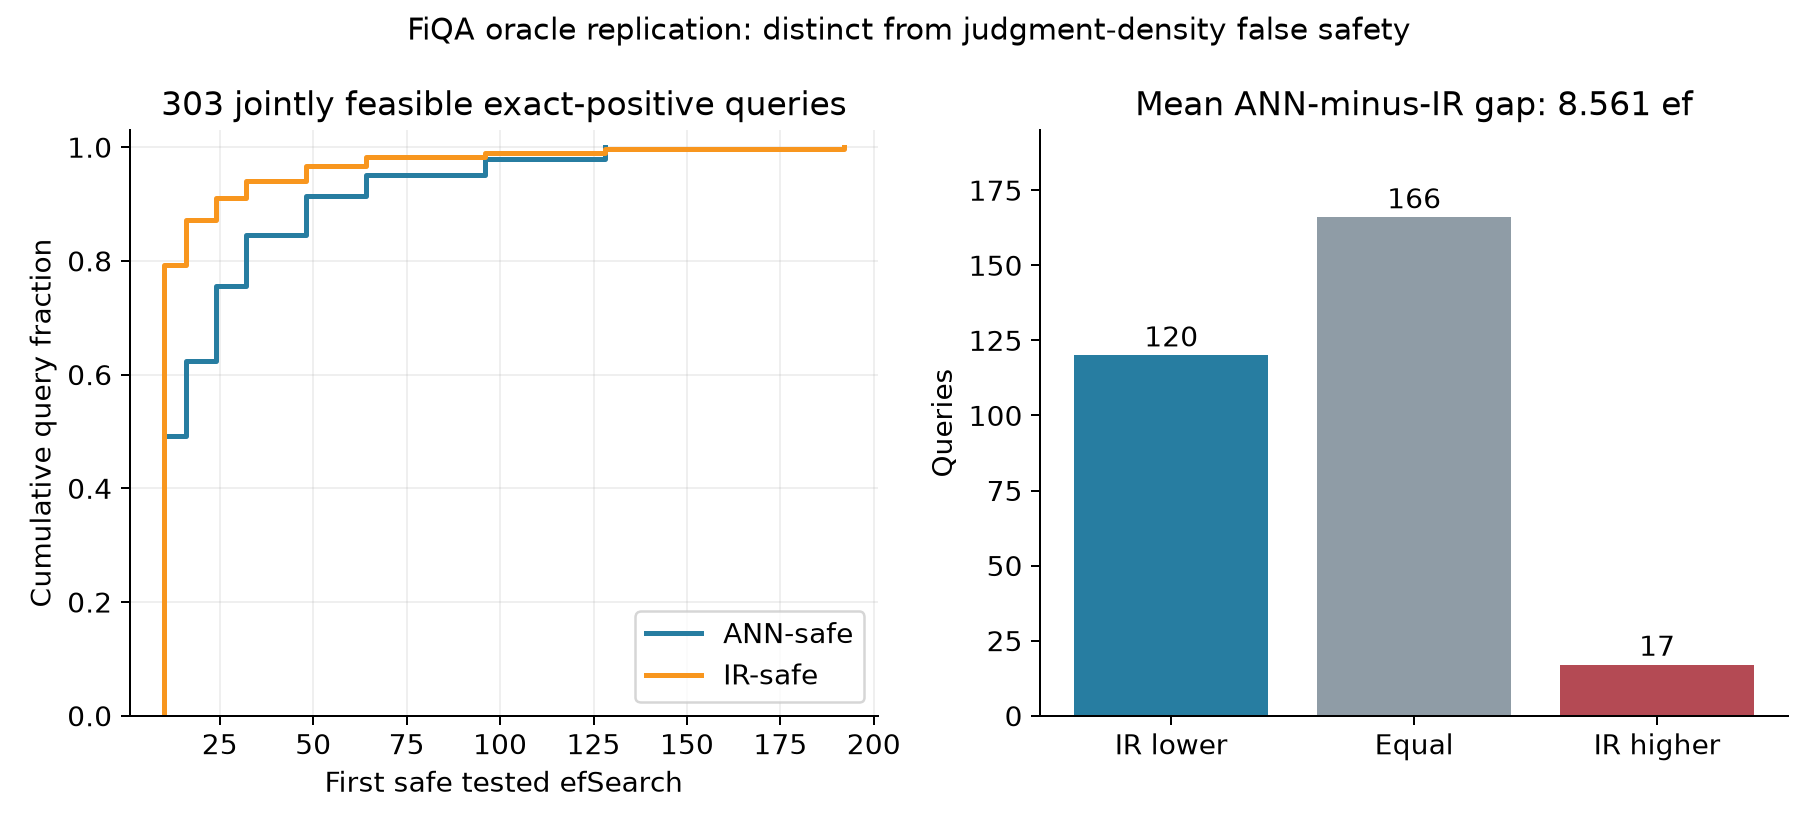 FiQA oracle replication: distinct from judgment-density false safety
303 jointly feasible exact-positive queries
Cumulative query fraction
1.0
0.8
0.6
0.4
0.2
0.0
25 50 75 100 125 150 175 200
First safe tested efSearch
ANN-safe
IR-safe
Mean ANN-minus-IR gap: 8.561 ef
Queries
175
150
125
100
75
50
25
0
120
166
17
IR lower Equal IR higher